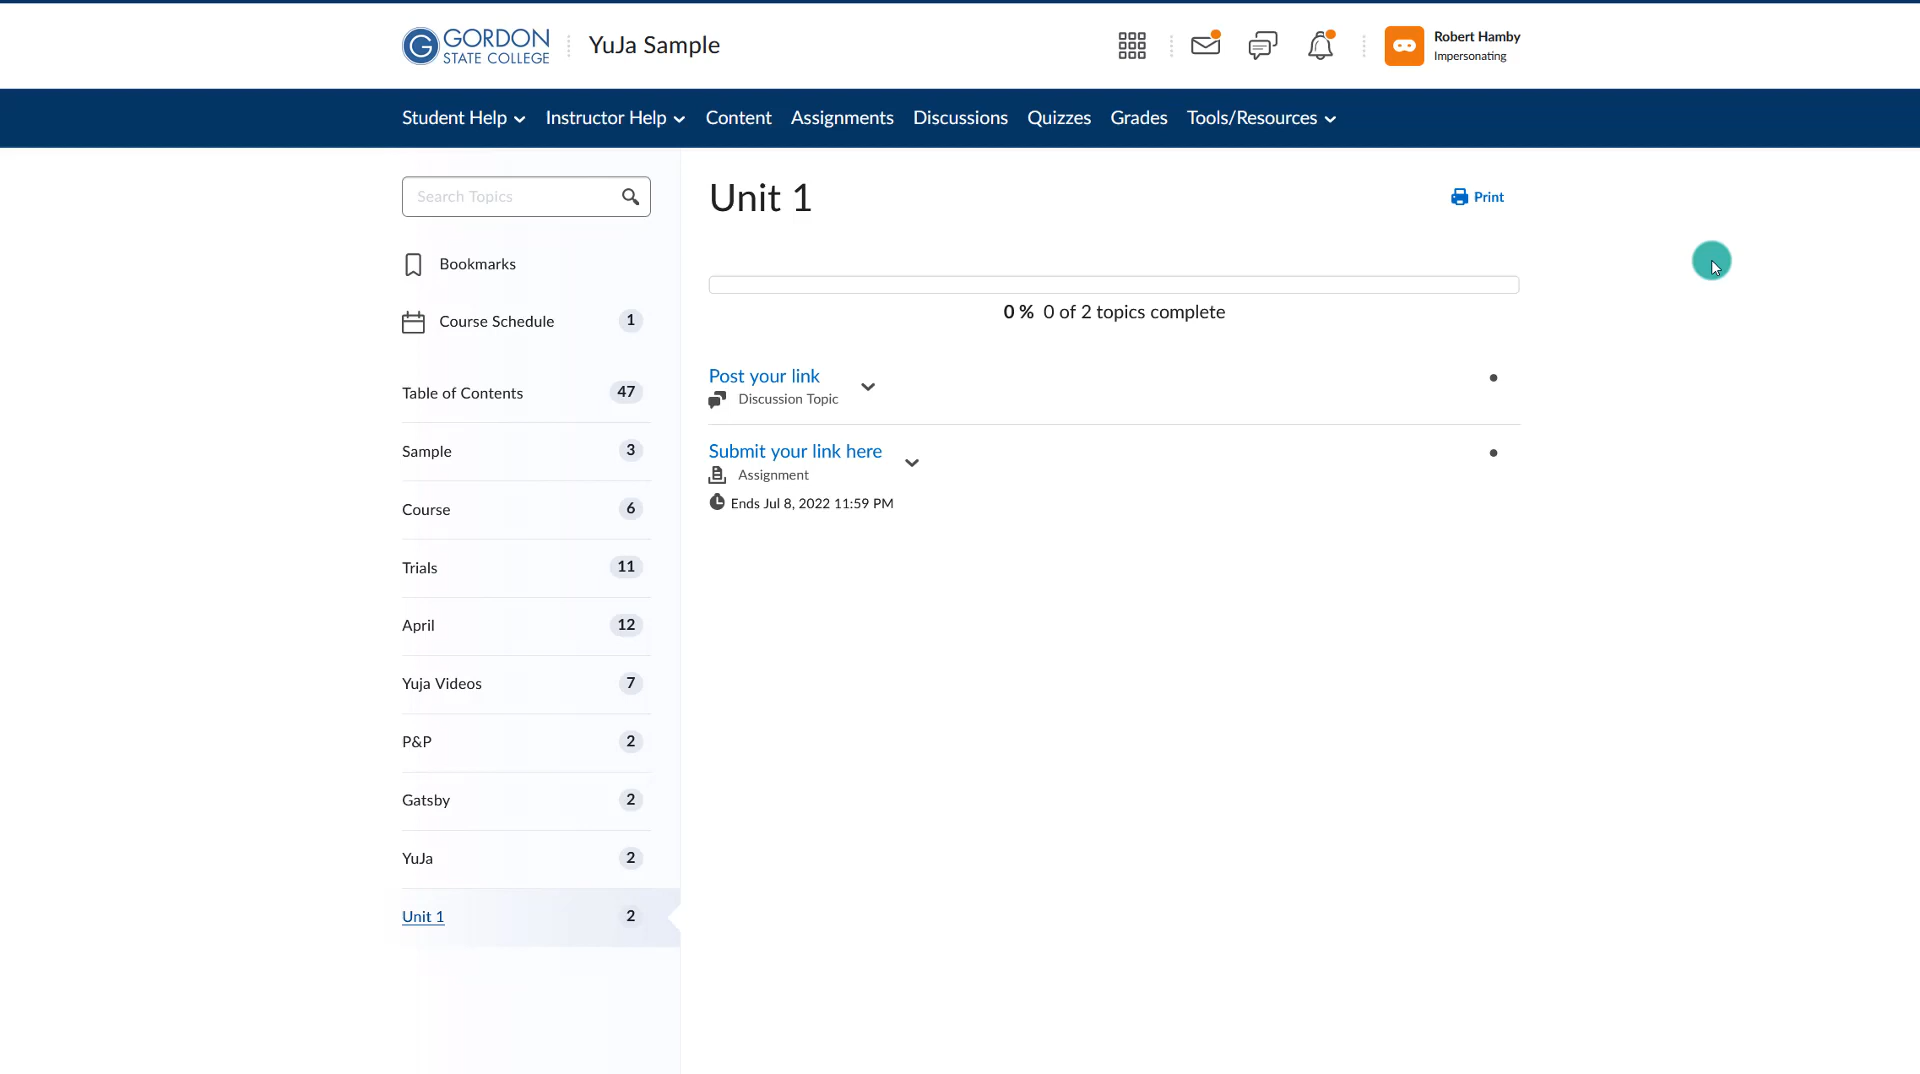 GORDON
STATE COLLEGE
YuJa Sample
Robert Hamby
Impersonating
Student Help
Instructor Help
Content
Assignments
Discussions
Quizzes
Grades
Tools/Resources
Search Topics
Bookmarks
Course Schedule 1
Table of Contents 47
Sample 3
Course 6
Trials 11
April 12
Yuja Videos 7
P&P 2
Gatsby 2
YuJa 2
Unit 1 2
Unit 1
Print
0 % 0 of 2 topics complete
Post your link
Discussion Topic
Submit your link here
Assignment
Ends Jul 8, 2022 11:59 PM